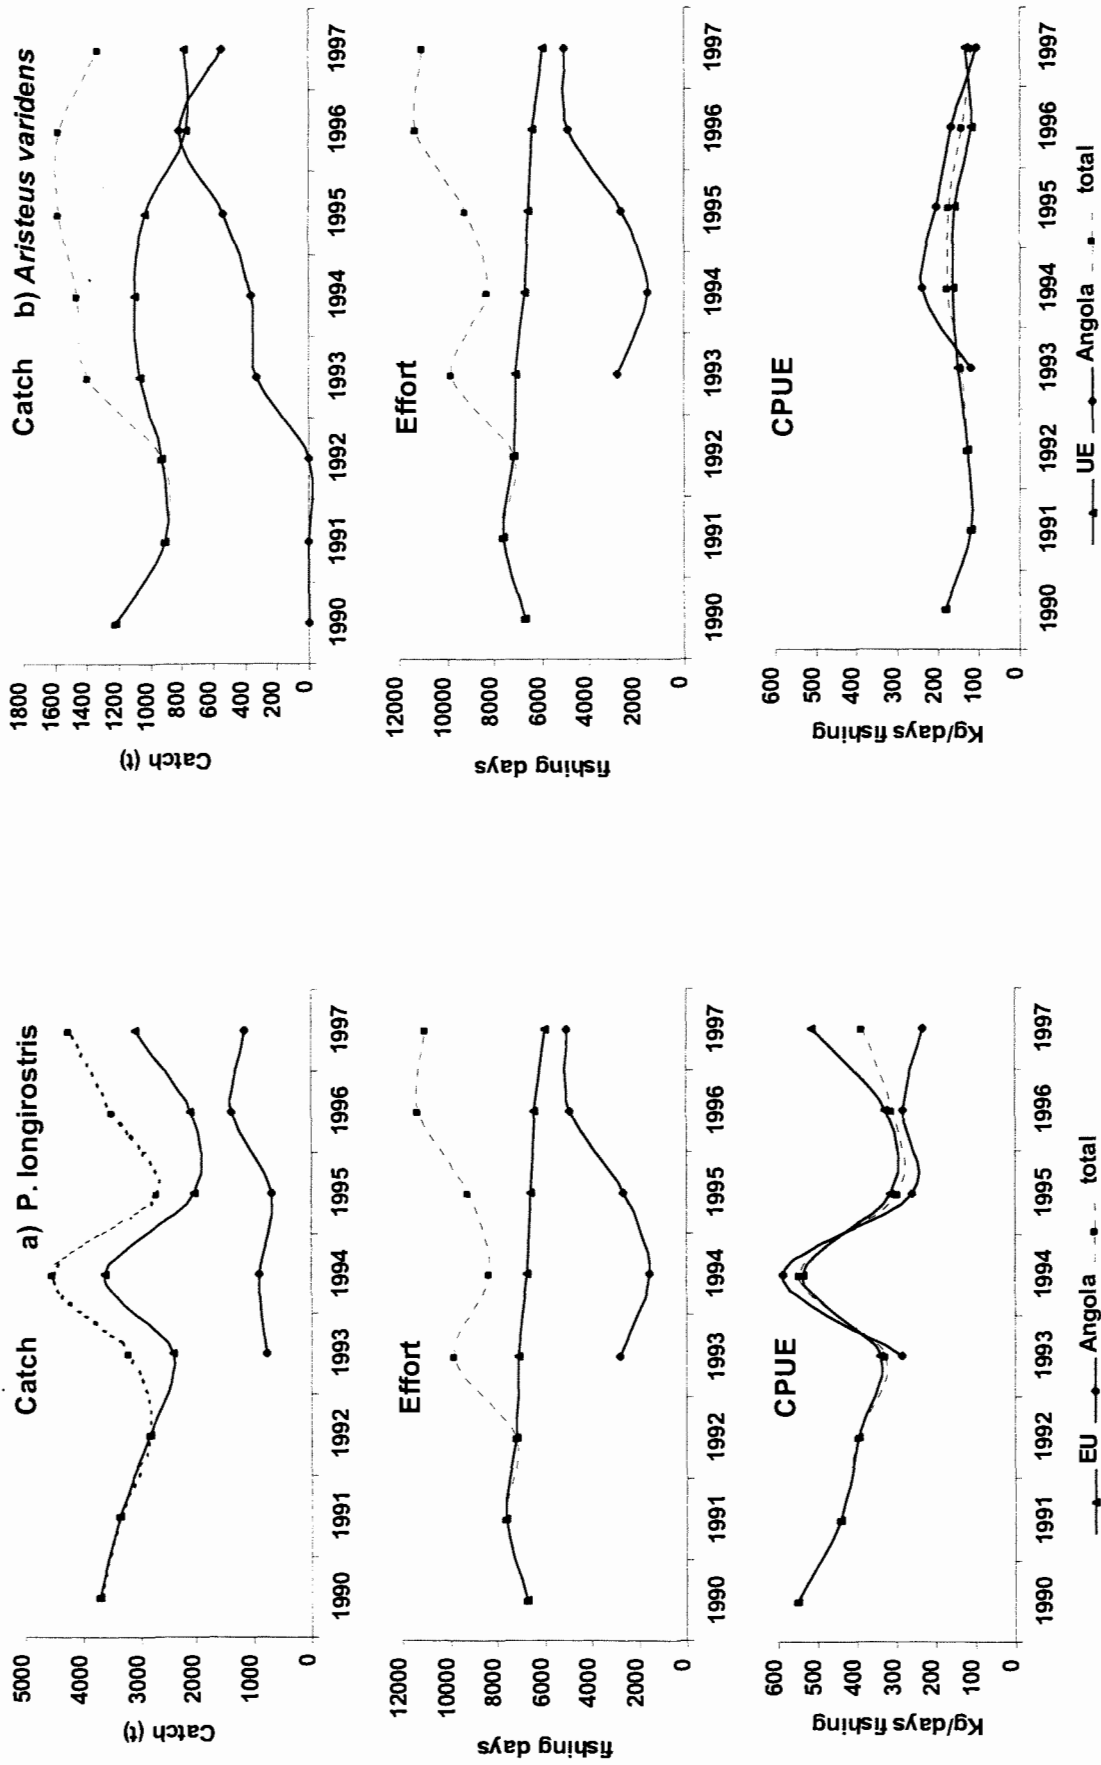 Catch a) P. longirostris
5000
4000
3000
2000
1000
0
Catch (t)
1990 1991 1992 1993 1994 1995 1996 1997
Effort
12000
10000
8000
6000
4000
2000
0
fishing days
1990 1991 1992 1993 1994 1995 1996 1997
CPUE
600
500
400
300
200
100
0
Kg/days fishing
1990 1991 1992 1993 1994 1995 1996 1997
EU Angola total
Catch b) Aristeus varidens
1800
1600
1400
1200
1000
800
600
400
200
0
Catch (t)
1990 1991 1992 1993 1994 1995 1996 1997
Effort
12000
10000
8000
6000
4000
2000
0
fishing days
1990 1991 1992 1993 1994 1995 1996 1997
CPUE
600
500
400
300
200
100
0
Kg/days fishing
1990 1991 1992 1993 1994 1995 1996 1997
UE Angola total